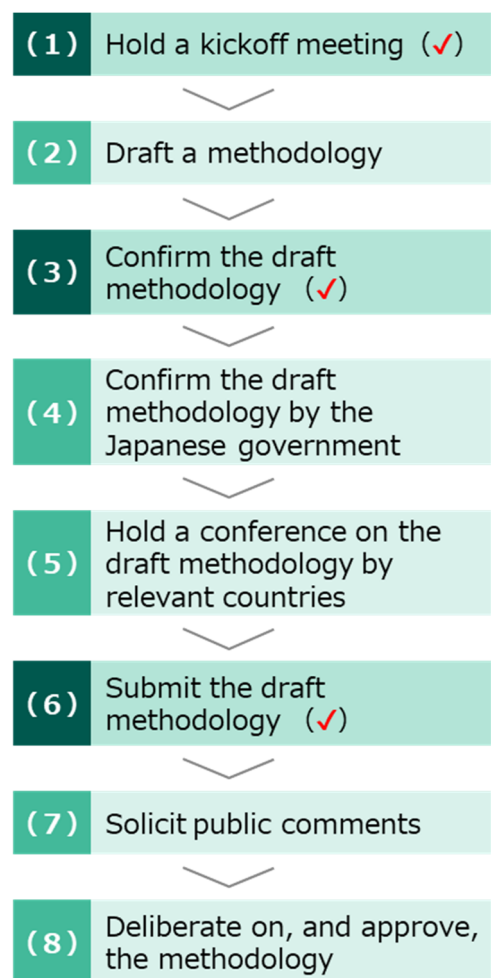 (1) Hold a kickoff meeting (✓)
(2) Draft a methodology
(3) Confirm the draft
methodology (✓)
(4) Confirm the draft
methodology by the
Japanese government
(5) Hold a conference on the
draft methodology by
relevant countries
(6) Submit the draft
methodology (✓)
(7) Solicit public comments
(8) Deliberate on, and approve,
the methodology